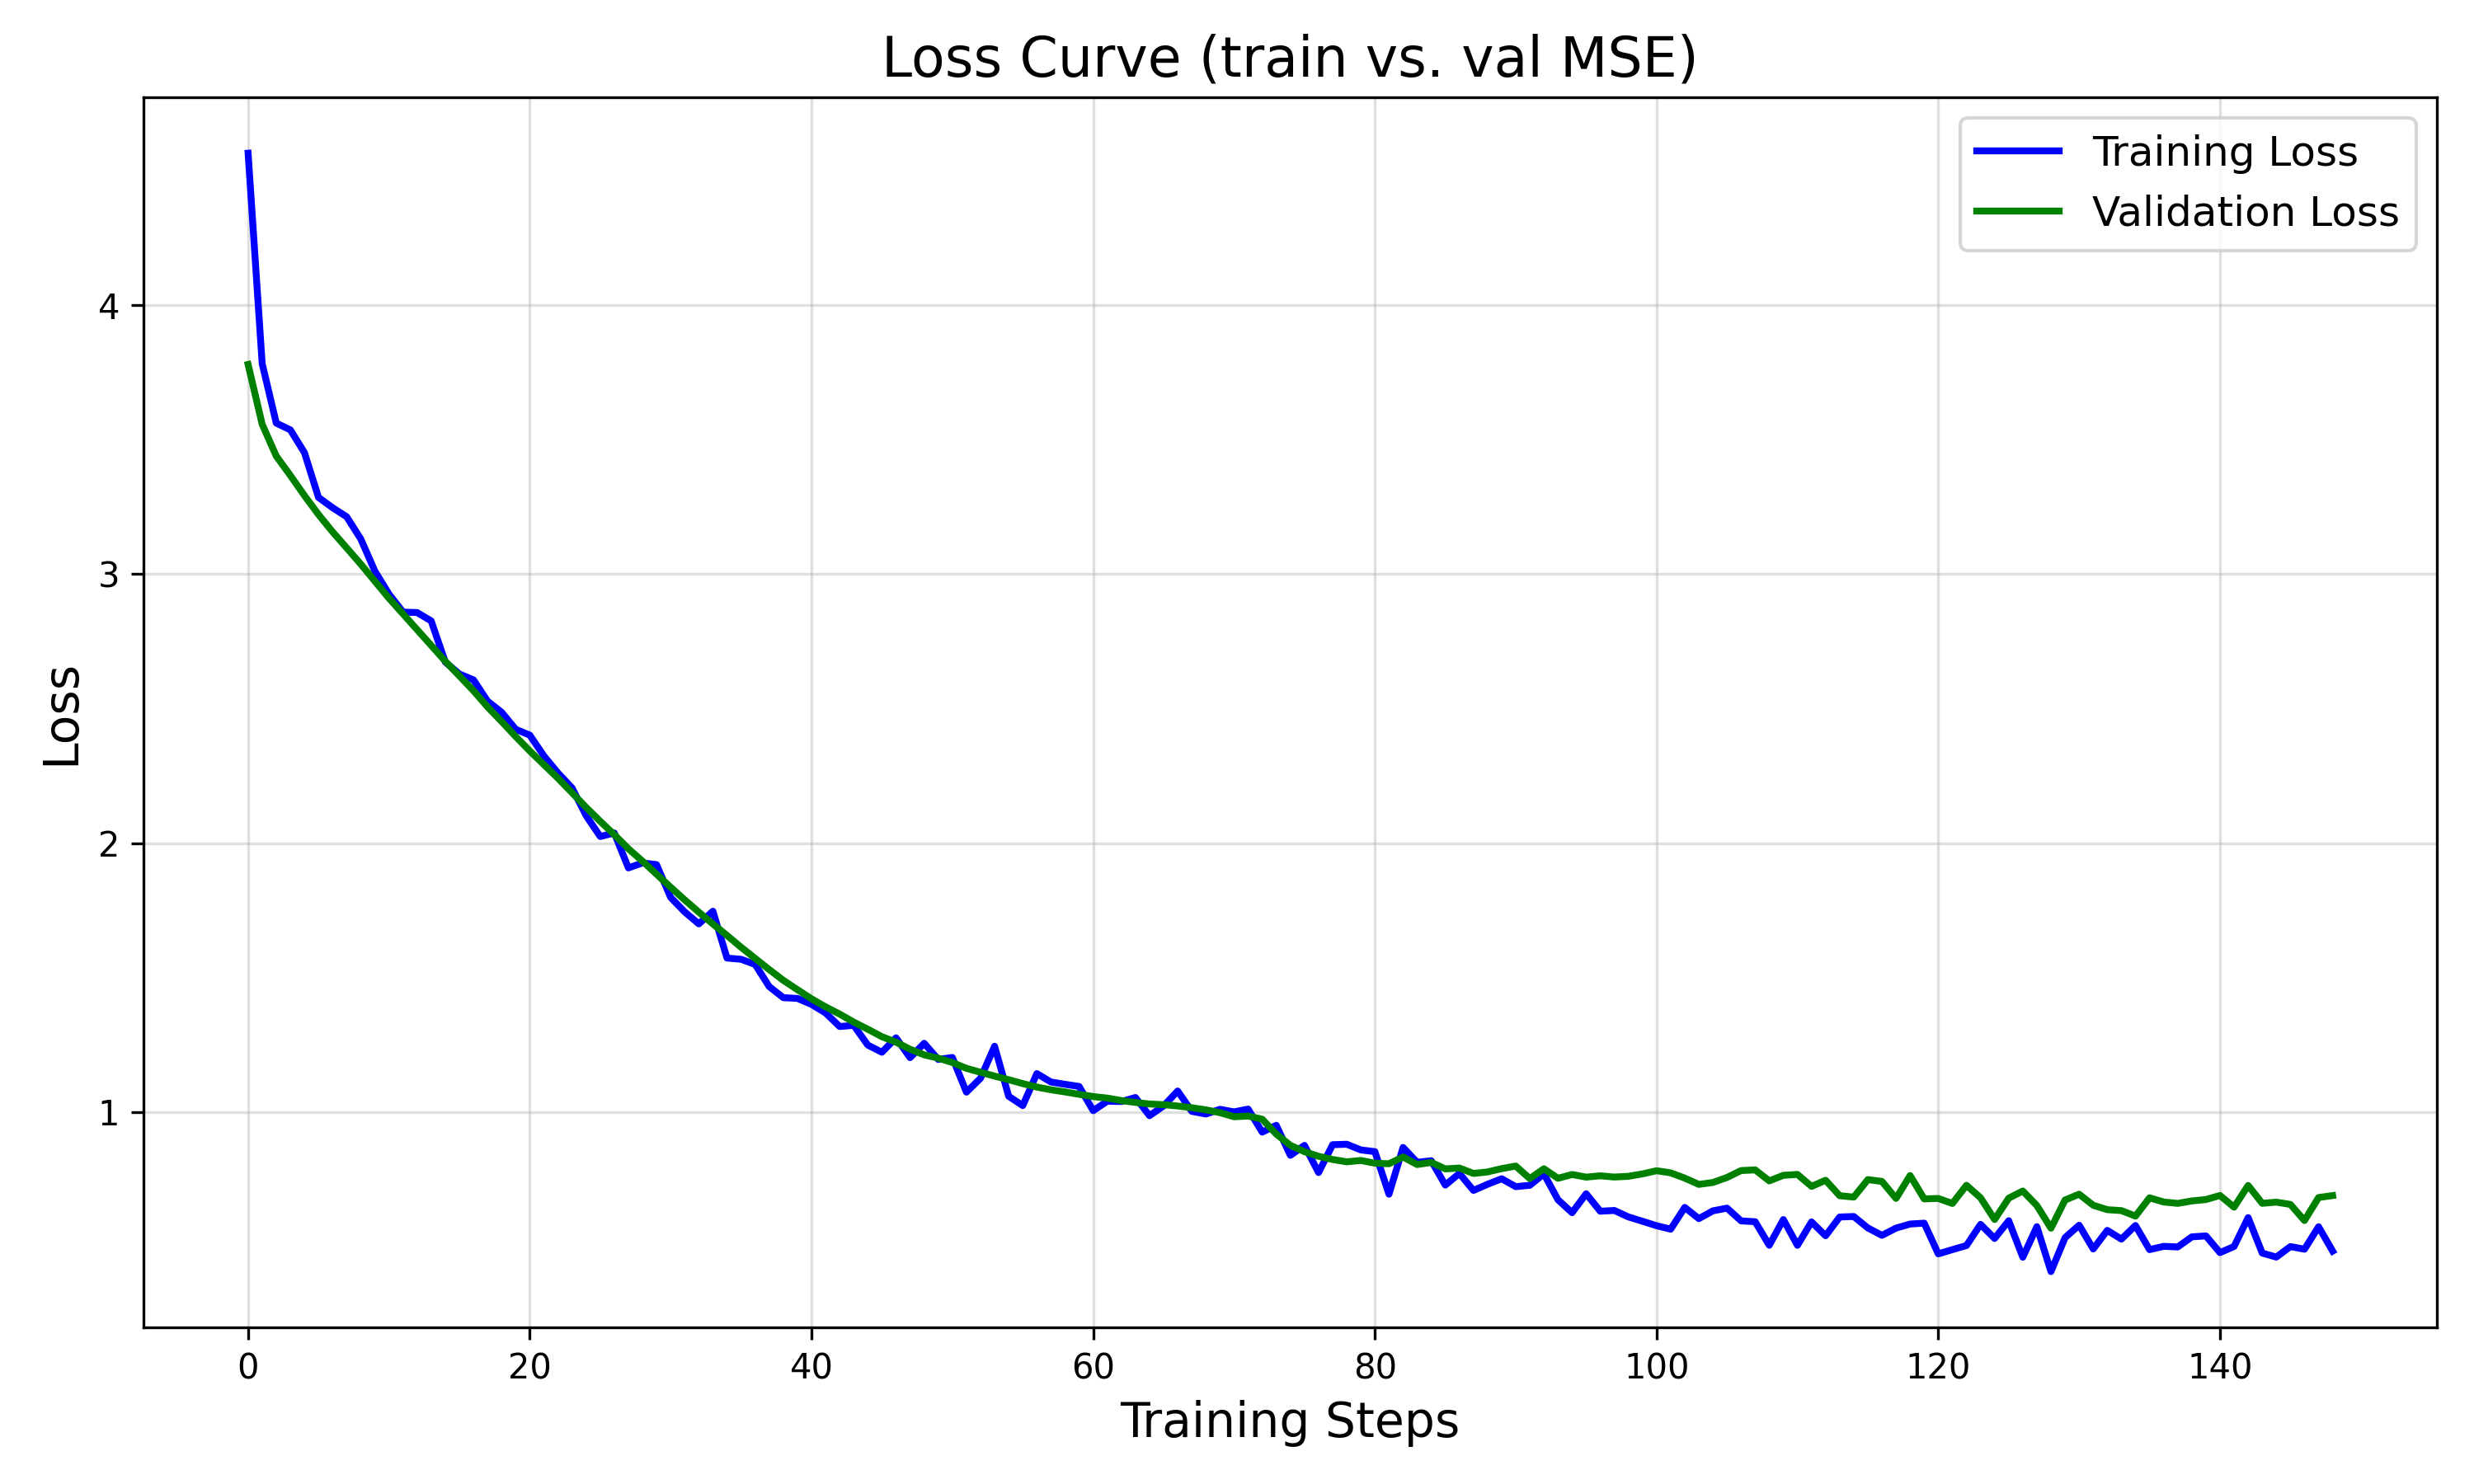 Loss Curve (train vs. val MSE)
Training Loss
Validation Loss
4
3
2
1
Loss
0 20 40 60 80 100 120 140
Training Steps